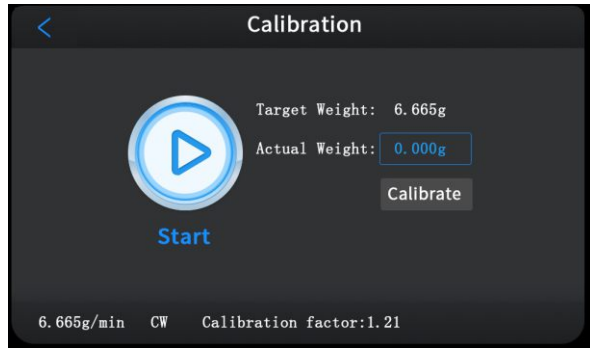 Calibration
Target Weight: 6.665g
Actual Weight: 0.000g
Calibrate
Start
6.665g/min CW Calibration factor:1.21